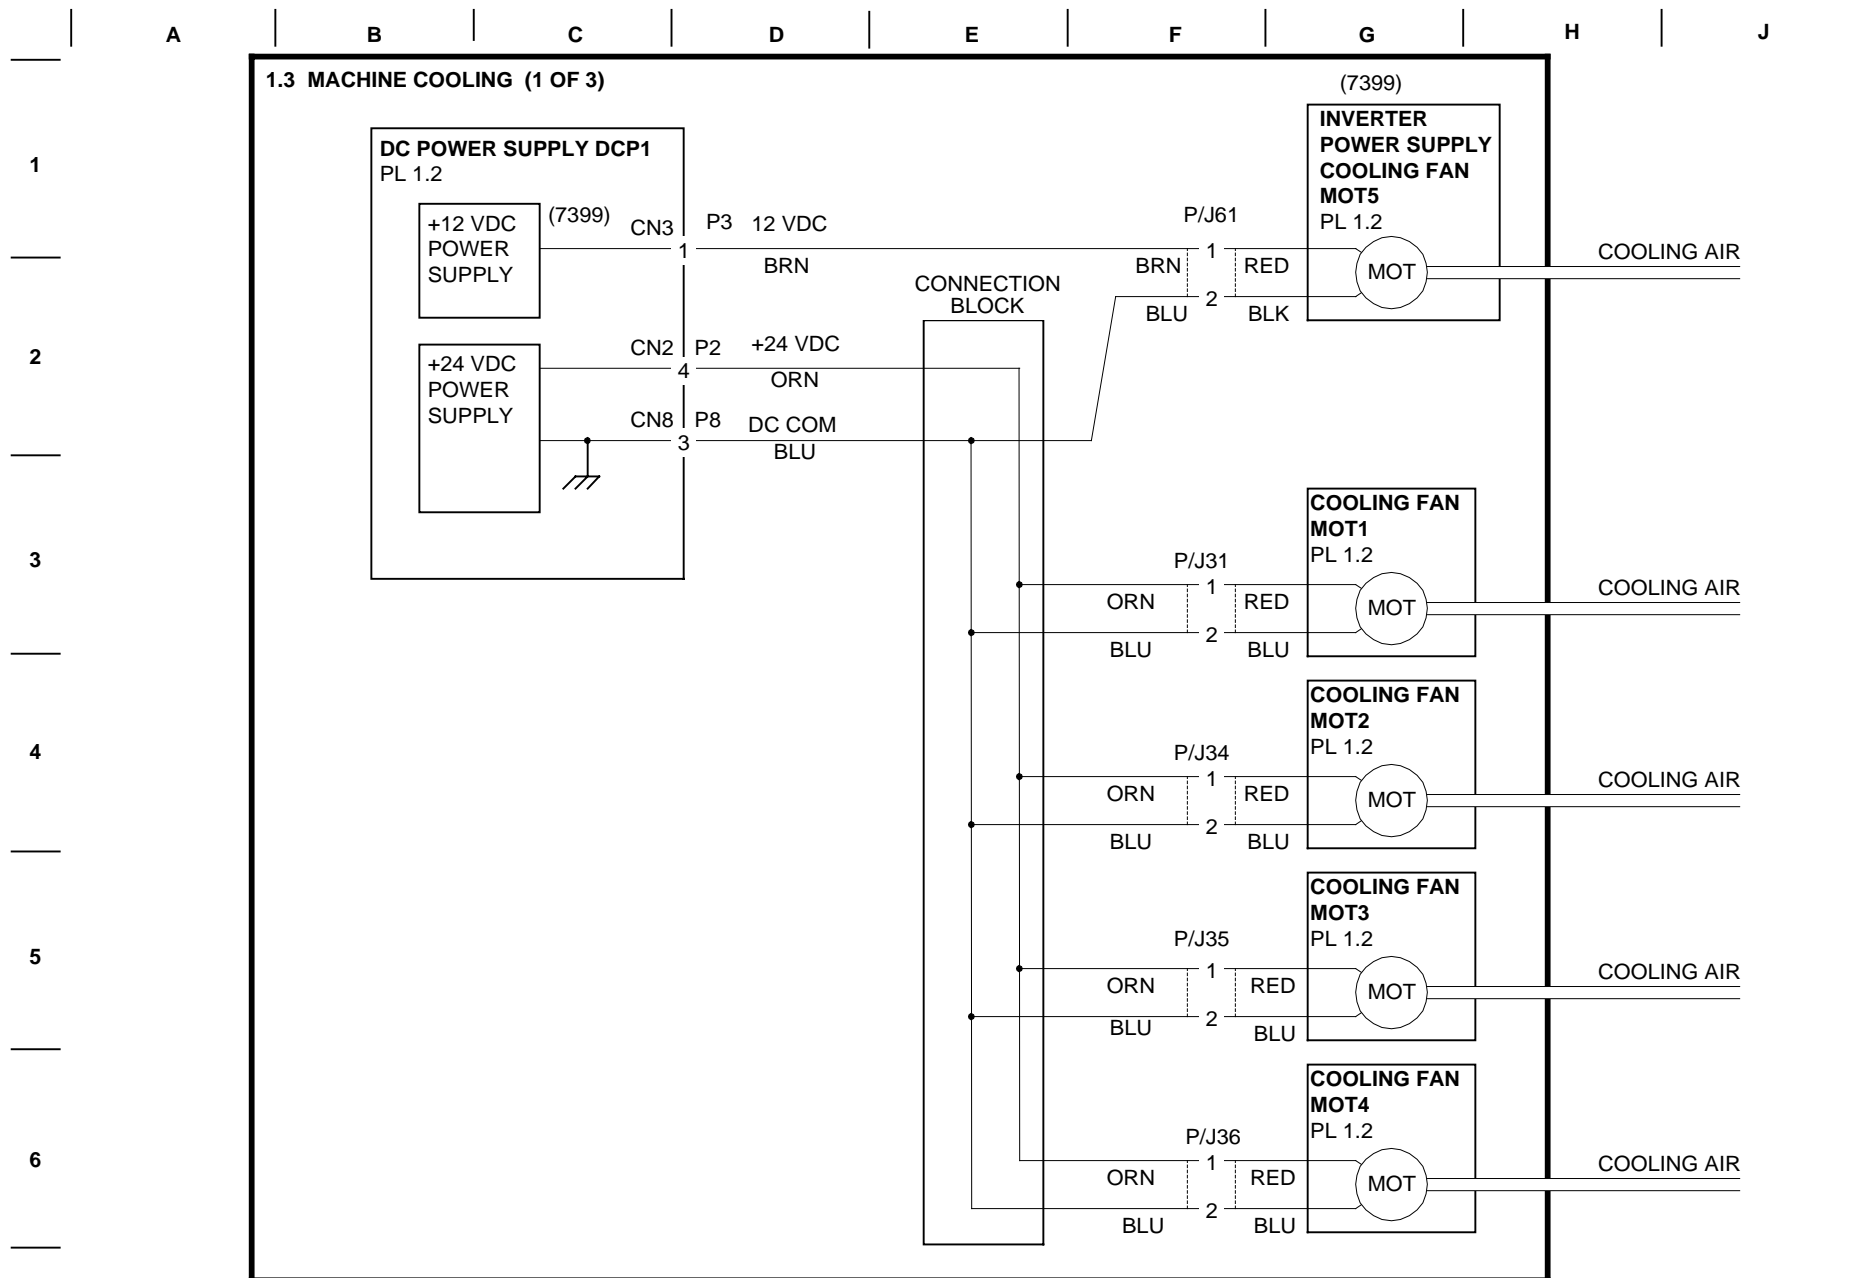 A B C D E F G H J
1.3 MACHINE COOLING (1 OF 3)
(7399)
1
DC POWER SUPPLY DCP1
PL 1.2
+12 VDC
POWER
SUPPLY
(7399)
CN3
1
P3
12 VDC
BRN
INVERTER
POWER SUPPLY
COOLING FAN
MOT5
PL 1.2
P/J61
1
BRN
RED
2
BLU
BLK
MOT
COOLING AIR
CONNECTION
BLOCK
2
+24 VDC
POWER
SUPPLY
CN2
P2
4
+24 VDC
ORN
CN8
P8
3
DC COM
BLU
3
COOLING FAN
MOT1
PL 1.2
P/J31
1
ORN
RED
2
BLU
BLU
MOT
COOLING AIR
4
COOLING FAN
MOT2
PL 1.2
P/J34
1
ORN
RED
2
BLU
BLU
MOT
COOLING AIR
5
COOLING FAN
MOT3
PL 1.2
P/J35
1
ORN
RED
2
BLU
BLU
MOT
COOLING AIR
6
COOLING FAN
MOT4
PL 1.2
P/J36
1
ORN
RED
2
BLU
BLU
MOT
COOLING AIR